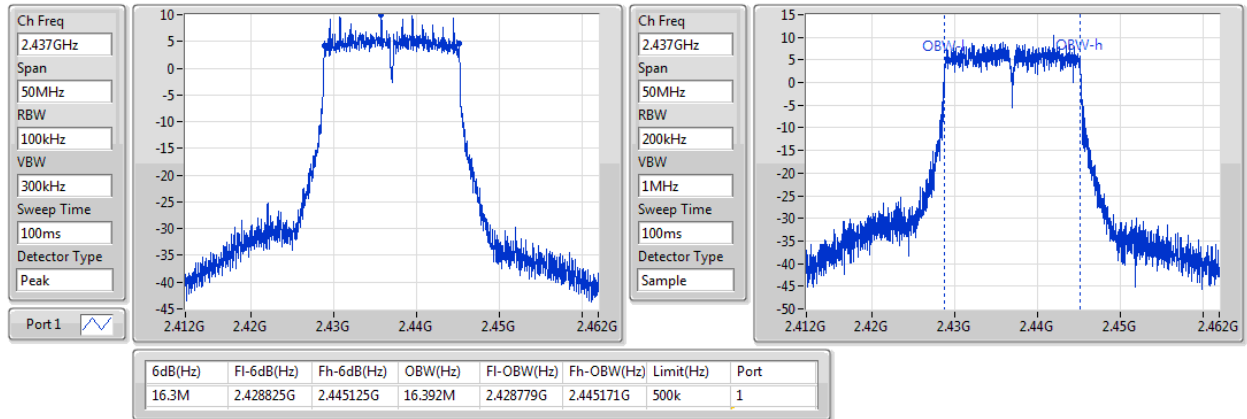 Ch Freq
2.437GHz
Span
50MHz
RBW
100kHz
VBW
300kHz
Sweep Time
100ms
Detector Type
Peak
Port 1
10-
5-
0-
-5-
-10-
-15-
-20-
-25-
-30-
-35-
-40-
-45-
2.412G 2.42G 2.43G 2.44G 2.45G 2.462G
Ch Freq
2.437GHz
Span
50MHz
RBW
200kHz
VBW
1MHz
Sweep Time
100ms
Detector Type
Sample
15-
10-
5-
0-
-5-
-10-
-15-
-20-
-25-
-30-
-35-
-40-
-45-
-50-
OBW-l OBW-h
2.412G 2.42G 2.43G 2.44G 2.45G 2.462G
6dB(Hz) Fl-6dB(Hz) Fh-6dB(Hz) OBW(Hz) Fl-OBW(Hz) Fh-OBW(Hz) Limit(Hz) Port
16.3M 2.428825G 2.445125G 16.392M 2.428779G 2.445171G 500k 1